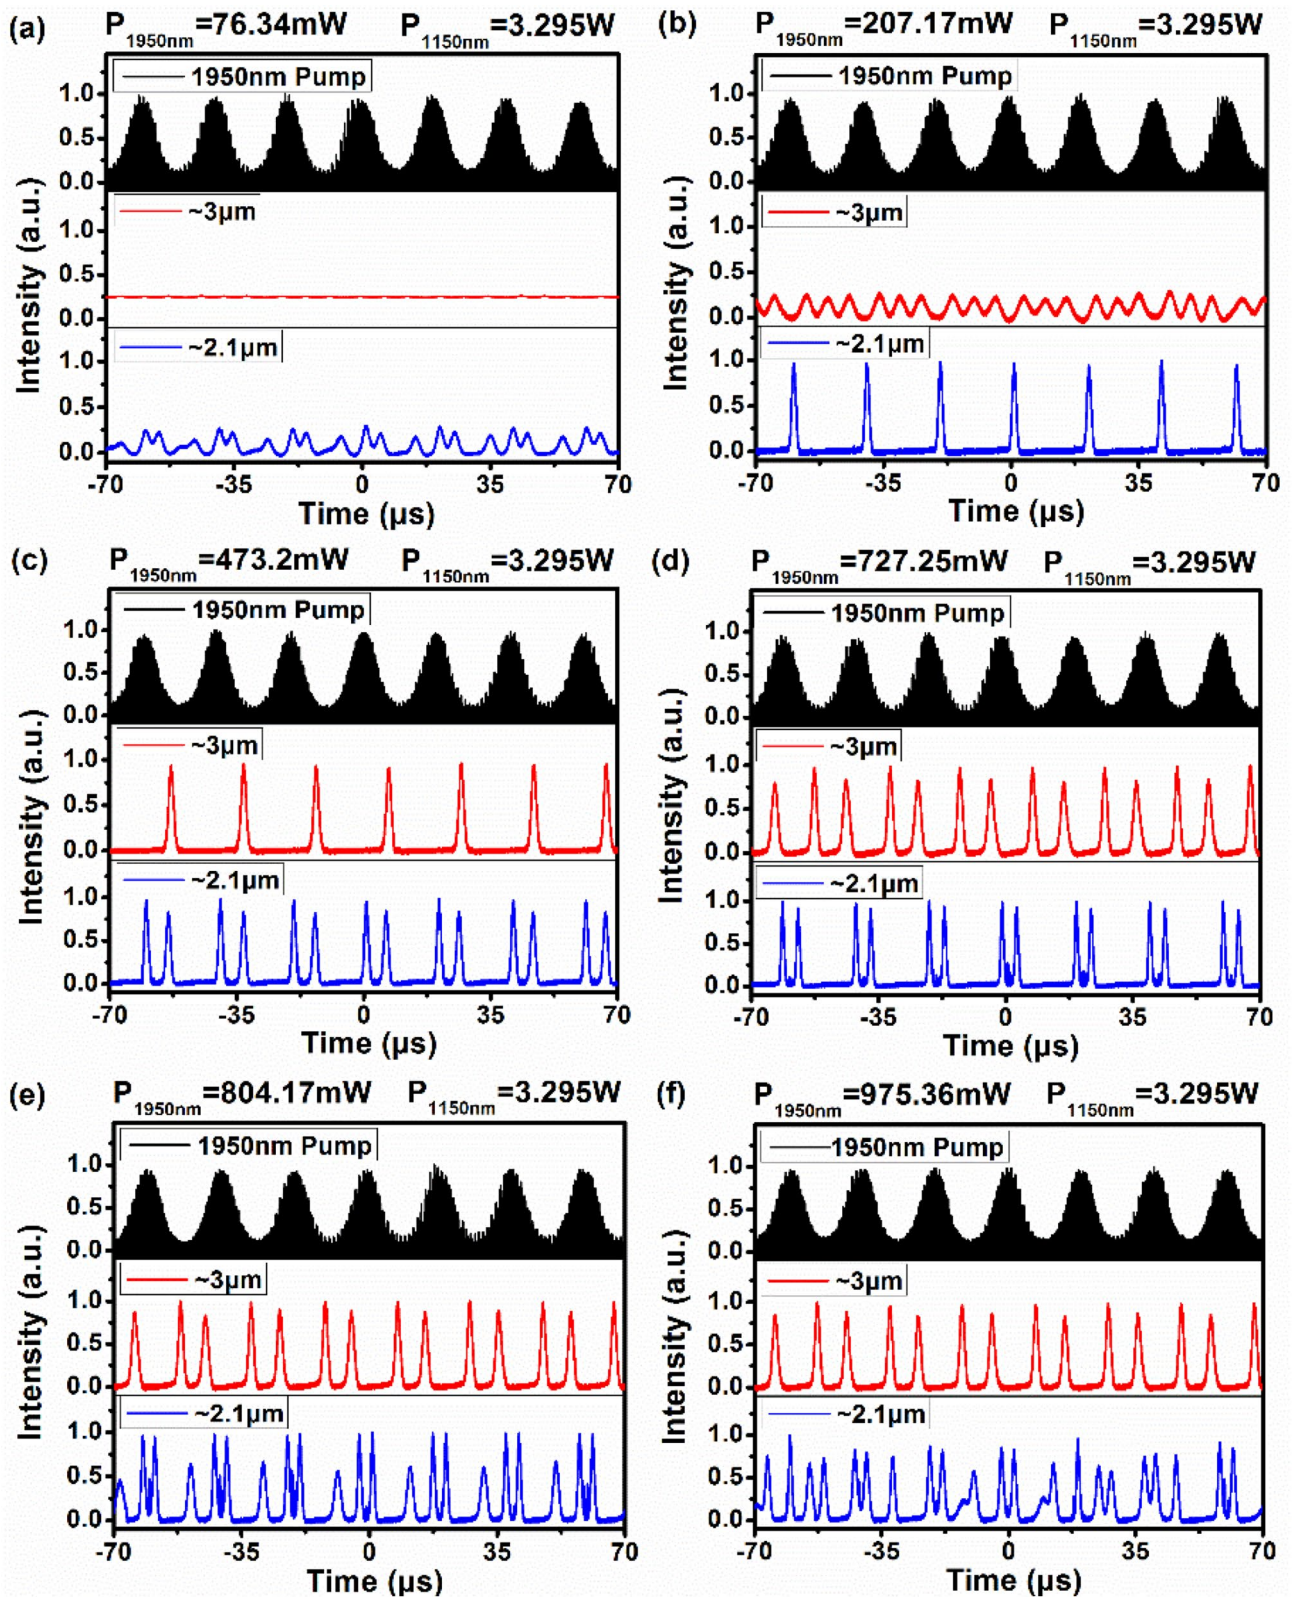 (a) P1950nm=76.34mW P1150nm=3.295W
1950nm Pump
1.0
0.5
0.0
~3µm
1.0
0.5
0.0
~2.1µm
1.0
0.5
0.0
Intensity (a.u.)
-70 -35 0 35 70
Time (µs)
(b) P1950nm=207.17mW P1150nm=3.295W
1950nm Pump
1.0
0.5
0.0
~3µm
1.0
0.5
0.0
~2.1µm
1.0
0.5
0.0
Intensity (a.u.)
-70 -35 0 35 70
Time (µs)
(c) P1950nm=473.2mW P1150nm=3.295W
1950nm Pump
1.0
0.5
0.0
~3µm
1.0
0.5
0.0
~2.1µm
1.0
0.5
0.0
Intensity (a.u.)
-70 -35 0 35 70
Time (µs)
(d) P1950nm=727.25mW P1150nm=3.295W
1950nm Pump
1.0
0.5
0.0
~3µm
1.0
0.5
0.0
~2.1µm
1.0
0.5
0.0
Intensity (a.u.)
-70 -35 0 35 70
Time (µs)
(e) P1950nm=804.17mW P1150nm=3.295W
1950nm Pump
1.0
0.5
0.0
~3µm
1.0
0.5
0.0
~2.1µm
1.0
0.5
0.0
Intensity (a.u.)
-70 -35 0 35 70
Time (µs)
(f) P1950nm=975.36mW P1150nm=3.295W
1950nm Pump
1.0
0.5
0.0
~3µm
1.0
0.5
0.0
~2.1µm
1.0
0.5
0.0
Intensity (a.u.)
-70 -35 0 35 70
Time (µs)